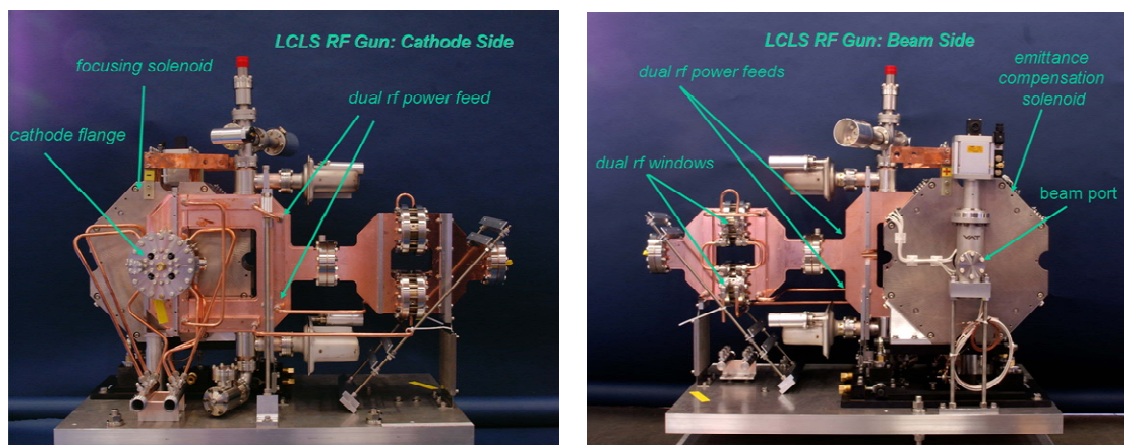 LCLS RF Gun: Cathode Side
focusing solenoid
dual rf power feed
cathode flange
LCLS RF Gun: Beam Side
dual rf power feeds
emittance
compensation
solenoid
dual rf windows
beam port
VAT